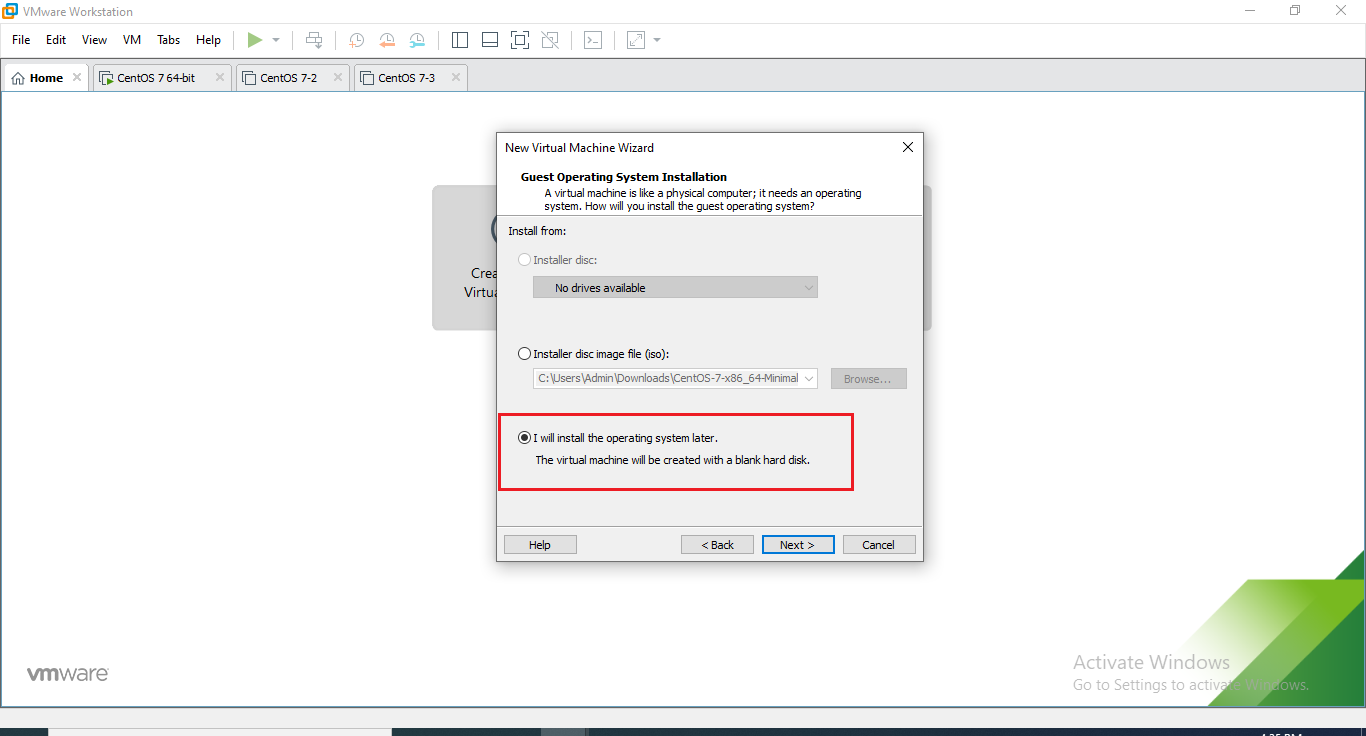 VMware Workstation
File Edit View VM Tabs Help
Home CentOS 7 64-bit CentOS 7-2 CentOS 7-3
New Virtual Machine Wizard
Guest Operating System Installation
A virtual machine is like a physical computer; it needs an operating
system. How will you install the guest operating system?
Install from:
Installer disc:
No drives available
Installer disc image file (iso):
C:\Users\Admin\Downloads\CentOS-7-x86_64-Minimal
Browse...
I will install the operating system later.
The virtual machine will be created with a blank hard disk.
Help < Back Next > Cancel
vmware
Activate Windows
Go to Settings to activate Windows.